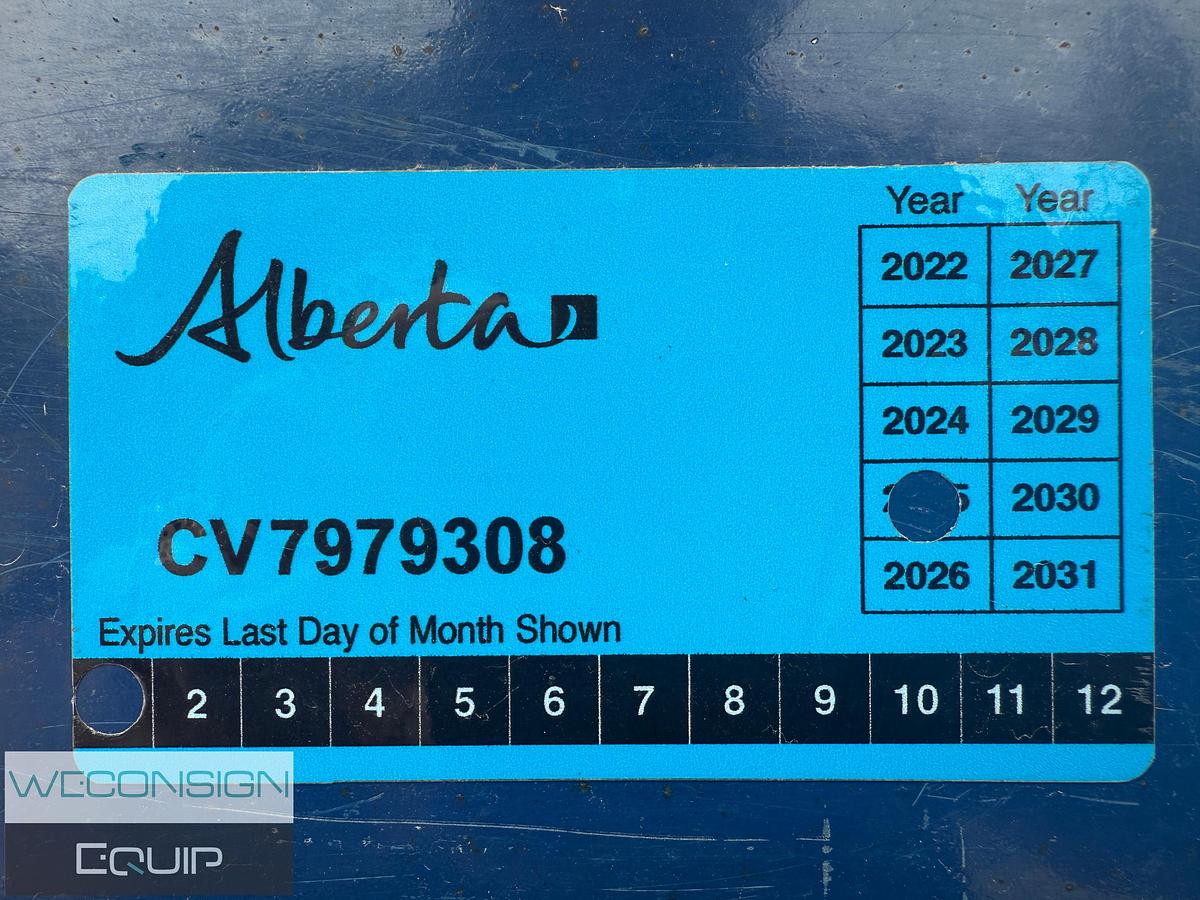 Alberta
Year Year
2022 2027
2023 2028
2024 2029
2030
2026 2031
CV7979308
Expires Last Day of Month Shown
2 3 4 5 6 7 8 9 10 11 12
WECONSIGN
EQUIP